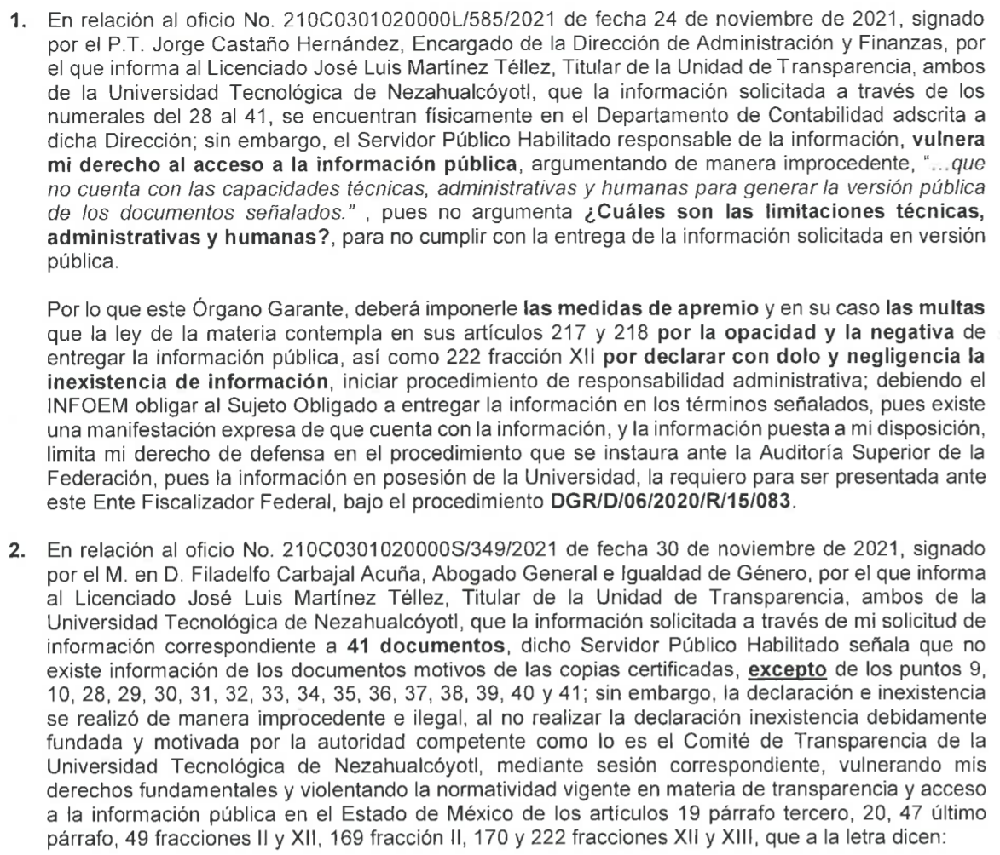 1. En relación al oficio No. 210C0301020000L/585/2021 de fecha 24 de noviembre de 2021, signado
por el P.T. Jorge Castaño Hernández, Encargado de la Dirección de Administración y Finanzas, por
el que informa al Licenciado José Luis Martínez Téllez, Titular de la Unidad de Transparencia, ambos
de la Universidad Tecnológica de Nezahualcóyotl, que la información solicitada a través de los
numerales del 28 al 41, se encuentran físicamente en el Departamento de Contabilidad adscrita a
dicha Dirección; sin embargo, el Servidor Público Habilitado responsable de la información, vulnera
mi derecho al acceso a la información pública, argumentando de manera improcedente, "...que
no cuenta con las capacidades técnicas, administrativas y humanas para generar la versión pública
de los documentos señalados." , pues no argumenta ¿Cuáles son las limitaciones técnicas,
administrativas y humanas?, para no cumplir con la entrega de la información solicitada en versión
pública.
Por lo que este Órgano Garante, deberá imponerle las medidas de apremio y en su caso las multas
que la ley de la materia contempla en sus artículos 217 y 218 por la opacidad y la negativa de
entregar la información pública, así como 222 fracción XII por declarar con dolo y negligencia la
inexistencia de información, iniciar procedimiento de responsabilidad administrativa; debiendo el
INFOEM obligar al Sujeto Obligado a entregar la información en los términos señalados, pues existe
una manifestación expresa de que cuenta con la información, y la información puesta a mi disposición,
limita mi derecho de defensa en el procedimiento que se instaura ante la Auditoría Superior de la
Federación, pues la información en posesión de la Universidad, la requiero para ser presentada ante
este Ente Fiscalizador Federal, bajo el procedimiento DGR/D/06/2020/R/15/083.
2. En relación al oficio No. 210C0301020000S/349/2021 de fecha 30 de noviembre de 2021, signado
por el M. en D. Filadelfo Carbajal Acuña, Abogado General e Igualdad de Género, por el que informa
al Licenciado José Luis Martínez Téllez, Titular de la Unidad de Transparencia, ambos de la
Universidad Tecnológica de Nezahualcóyotl, que la información solicitada a través de mi solicitud de
información correspondiente a 41 documentos, dicho Servidor Público Habilitado señala que no
existe información de los documentos motivos de las copias certificadas, excepto de los puntos 9,
10, 28, 29, 30, 31, 32, 33, 34, 35, 36, 37, 38, 39, 40 y 41; sin embargo, la declaración e inexistencia
se realizó de manera improcedente e ilegal, al no realizar la declaración inexistencia debidamente
fundada y motivada por la autoridad competente como lo es el Comité de Transparencia de la
Universidad Tecnológica de Nezahualcóyotl, mediante sesión correspondiente, vulnerando mis
derechos fundamentales y violentando la normatividad vigente en materia de transparencia y acceso
a la información pública en el Estado de México de los artículos 19 párrafo tercero, 20, 47 último
párrafo, 49 fracciones II y XII, 169 fracción II, 170 y 222 fracciones XII y XIII, que a la letra dicen: